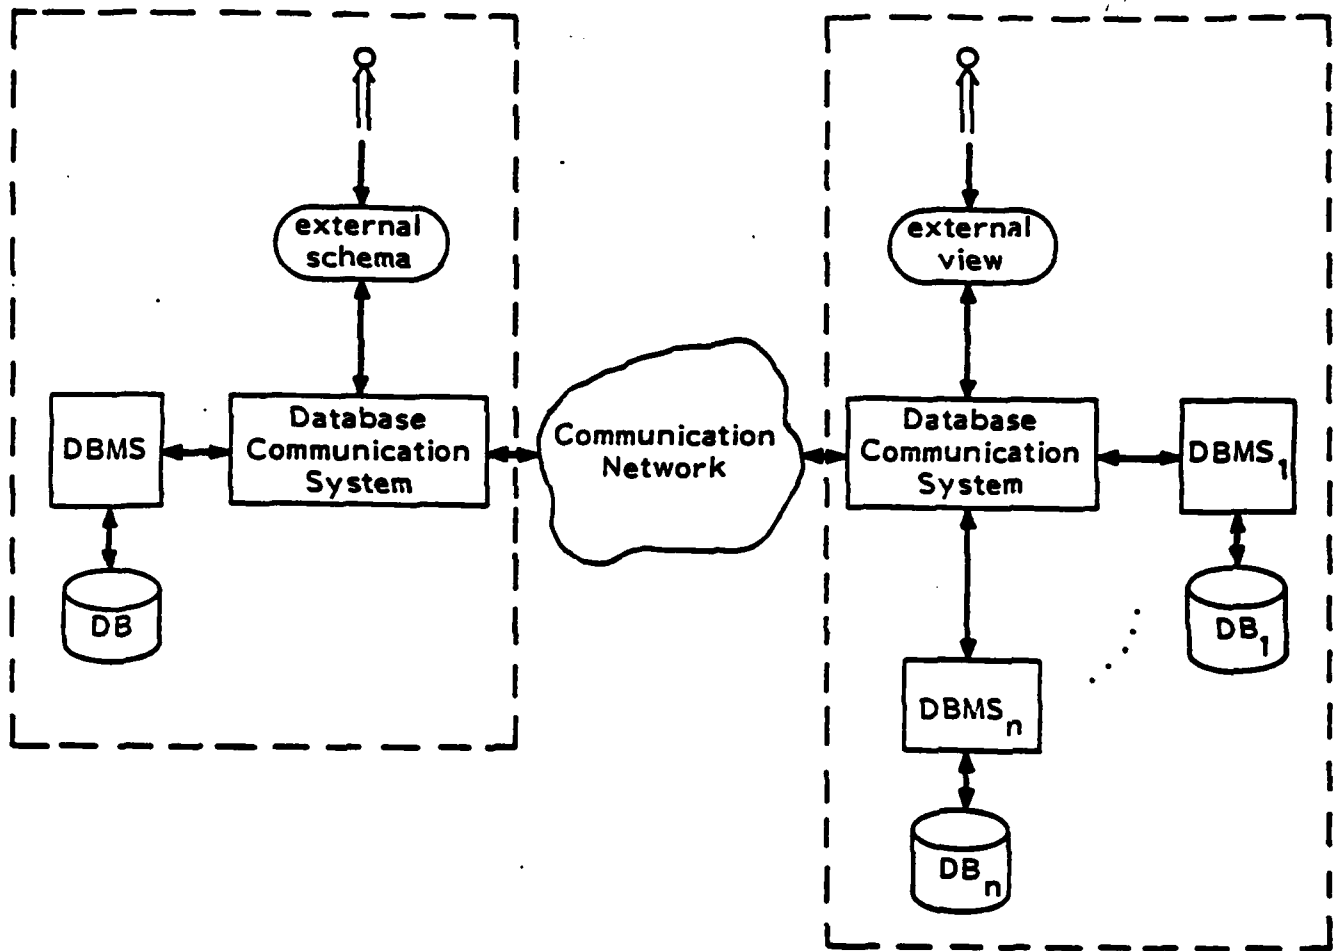 external
schema
DBMS
Database
Communication
System
DB
Communication
Network
external
view
Database
Communication
System
DBMS1
DB1
DBMSn
DBn